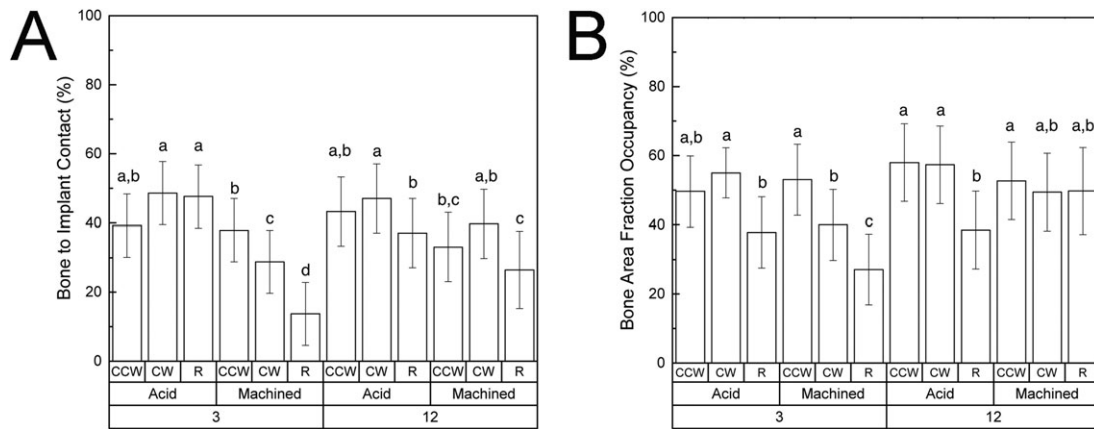 A
Bone to Implant Contact (%)
100
80
60
40
20
0
a,b a a b c d a,b a b b,c a,b c
CCW CW R CCW CW R CCW CW R CCW CW R
Acid Machined Acid Machined
3 12
B
Bone Area Fraction Occupancy (%)
100
80
60
40
20
0
a,b a b a b c a a b a a,b a,b
CCW CW R CCW CW R CCW CW R CCW CW R
Acid Machined Acid Machined
3 12